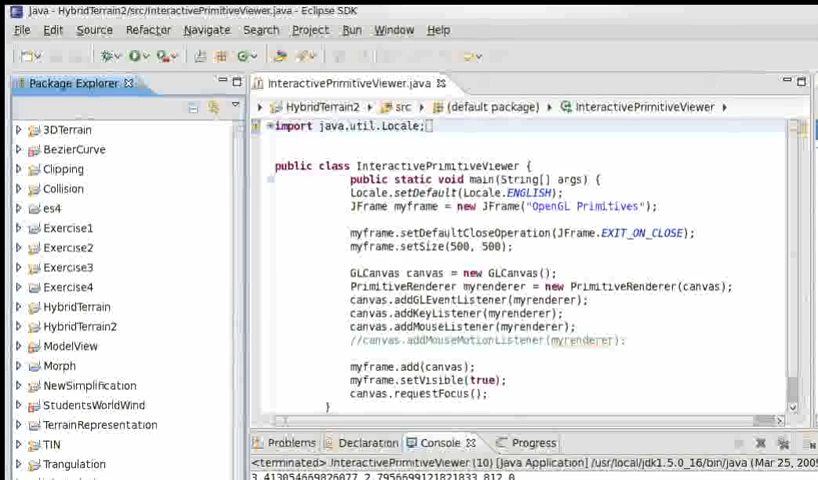 Java - HybridTerrain2/src/InteractivePrimitiveViewer.java - Eclipse SDK
File Edit Source Refactor Navigate Search Project Run Window Help
Package Explorer
3DTerrain
BezierCurve
Clipping
Collision
es4
Exercise1
Exercise2
Exercise3
Exercise4
HybridTerrain
HybridTerrain2
ModelView
Morph
NewSimplification
StudentsWorldWind
TerrainRepresentation
TIN
Trangulation
InteractivePrimitiveViewer.java
HybridTerrain2 src (default package) InteractivePrimitiveViewer
import java.util.Locale;
public class InteractivePrimitiveViewer {
public static void main(String[] args) {
Locale.setDefault(Locale.ENGLISH);
JFrame myframe = new JFrame("OpenGL Primitives");
myframe.setDefaultCloseOperation(JFrame.EXIT_ON_CLOSE);
myframe.setSize(500, 500);
GLCanvas canvas = new GLCanvas();
PrimitiveRenderer myrenderer = new PrimitiveRenderer(canvas);
canvas.addGLEventListener(myrenderer);
canvas.addKeyListener(myrenderer);
canvas.addMouseListener(myrenderer);
//canvas.addMouseMotionListener(myrenderer);
myframe.add(canvas);
myframe.setVisible(true);
canvas.requestFocus();
}
Problems Declaration Console Progress
<terminated> InteractivePrimitiveViewer (10) [Java Application] /usr/local/jdk1.5.0_16/bin/java (Mar 25, 2009